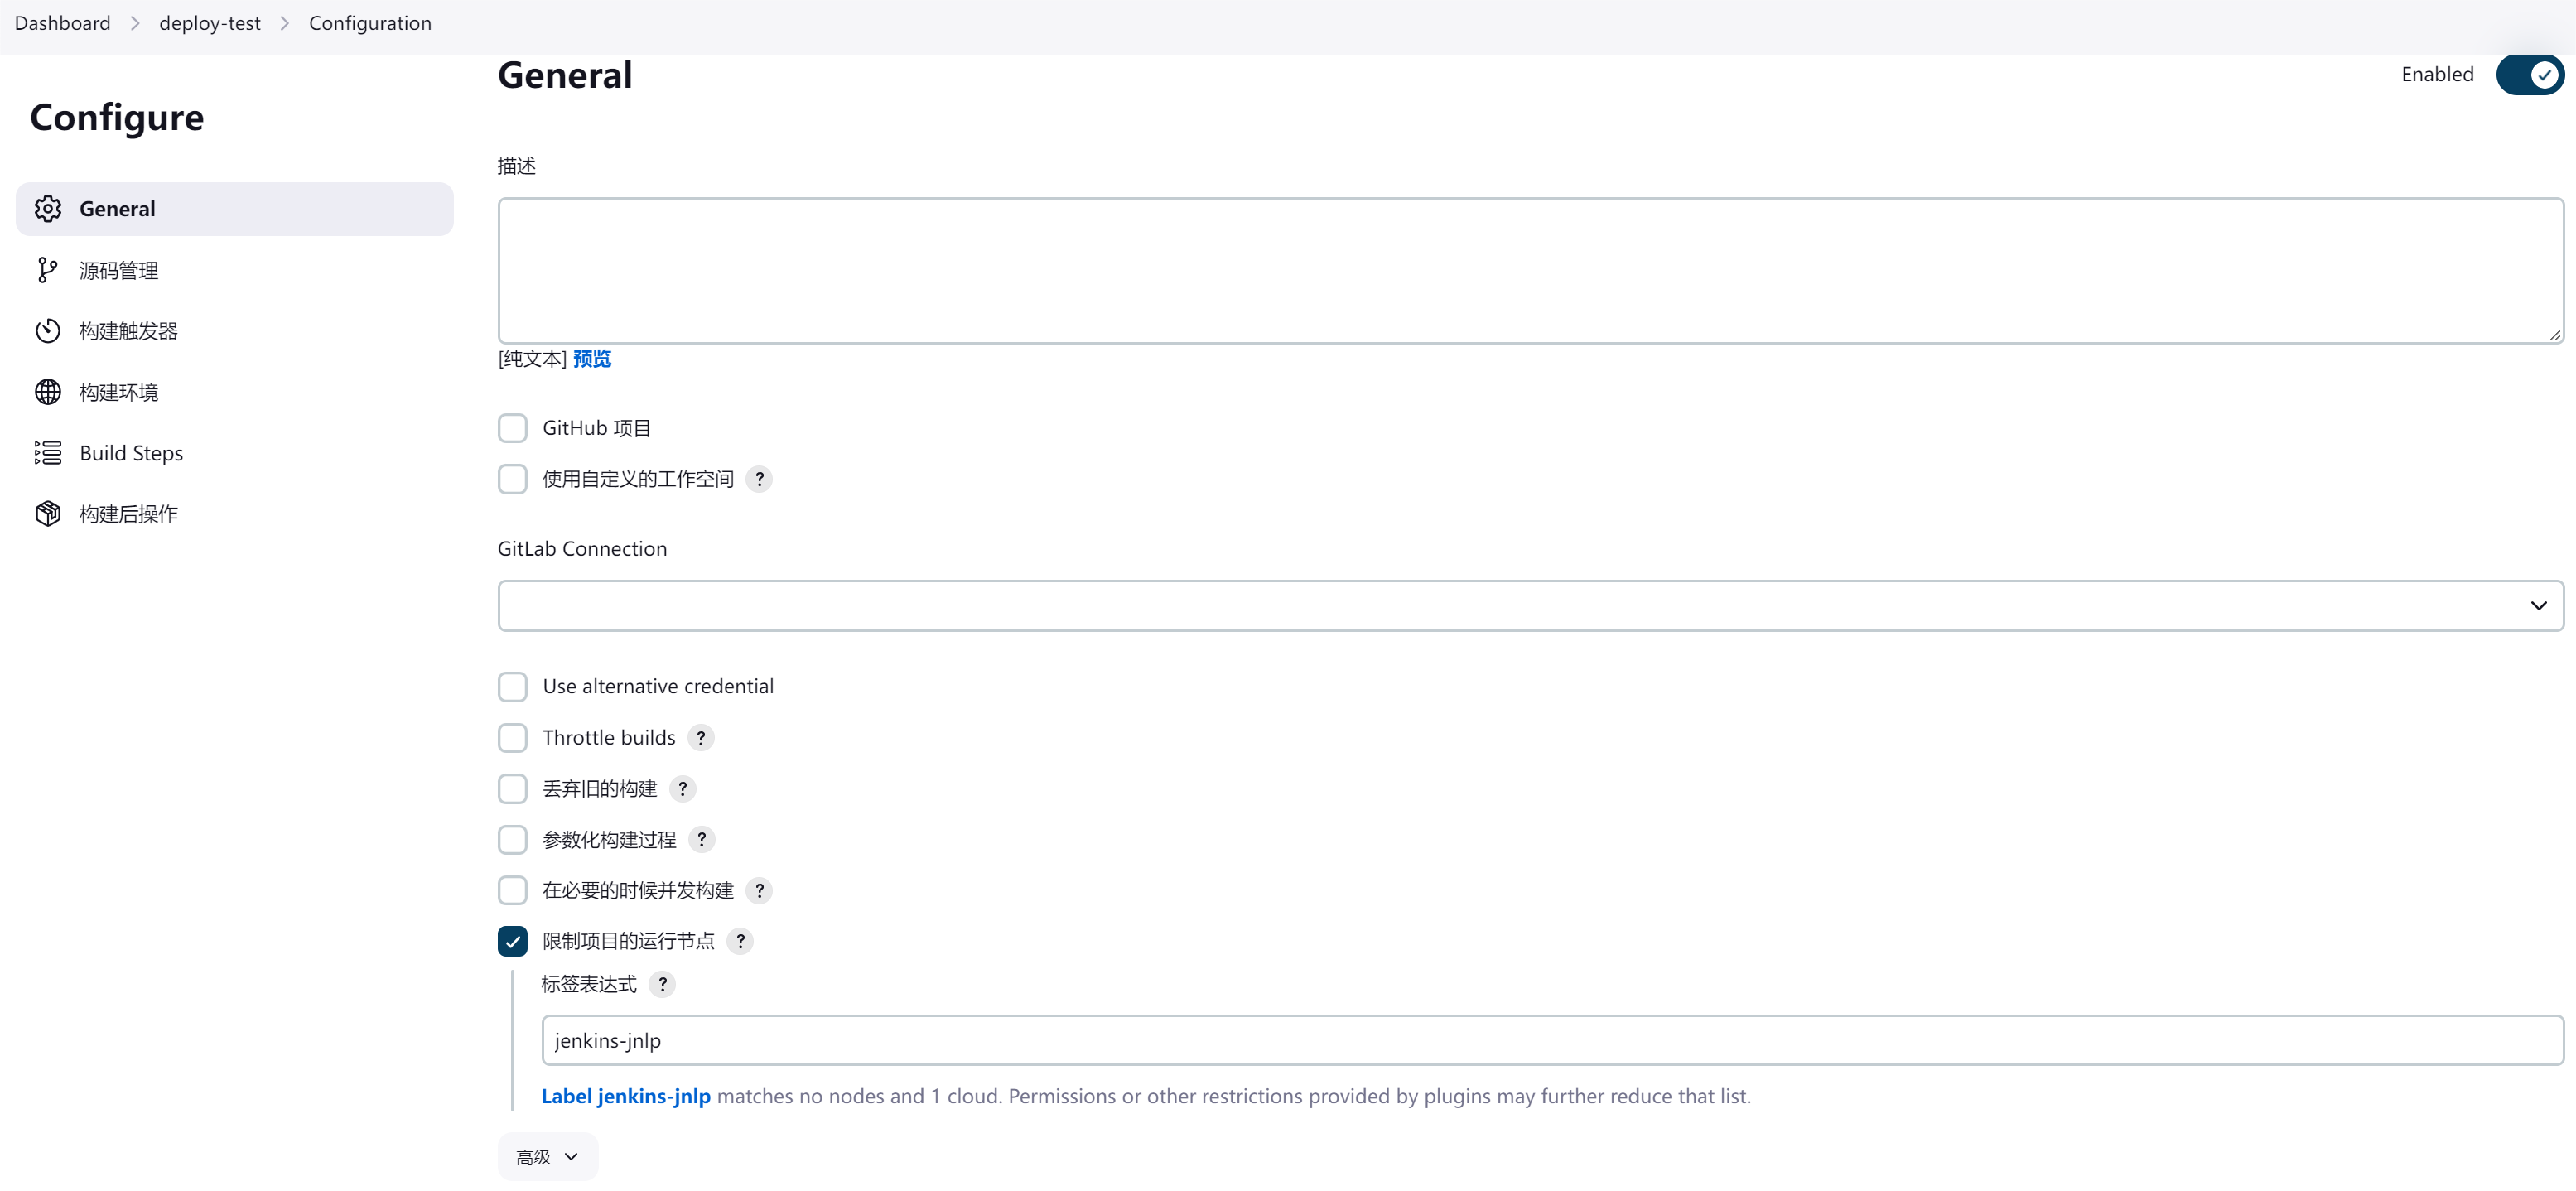 Dashboard > deploy-test > Configuration
Configure
General
源码管理
构建触发器
构建环境
Build Steps
构建后操作
General
Enabled
描述
[纯文本] 预览
GitHub 项目
使用自定义的工作空间 ?
GitLab Connection
Use alternative credential
Throttle builds ?
丢弃旧的构建 ?
参数化构建过程 ?
在必要的时候并发构建 ?
限制项目的运行节点 ?
标签表达式 ?
jenkins-jnlp
Label jenkins-jnlp matches no nodes and 1 cloud. Permissions or other restrictions provided by plugins may further reduce that list.
高级